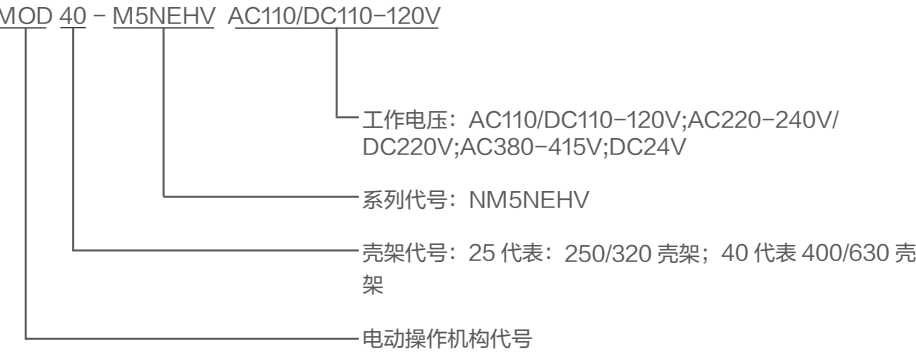 MOD 40-M5NEHV AC110/DC110-120V
工作电压：AC110/DC110-120V;AC220-240V/
DC220V;AC380-415V;DC24V
系列代号：NM5NEHV
壳架代号：25 代表：250/320 壳架；40 代表 400/630 壳
架
电动操作机构代号